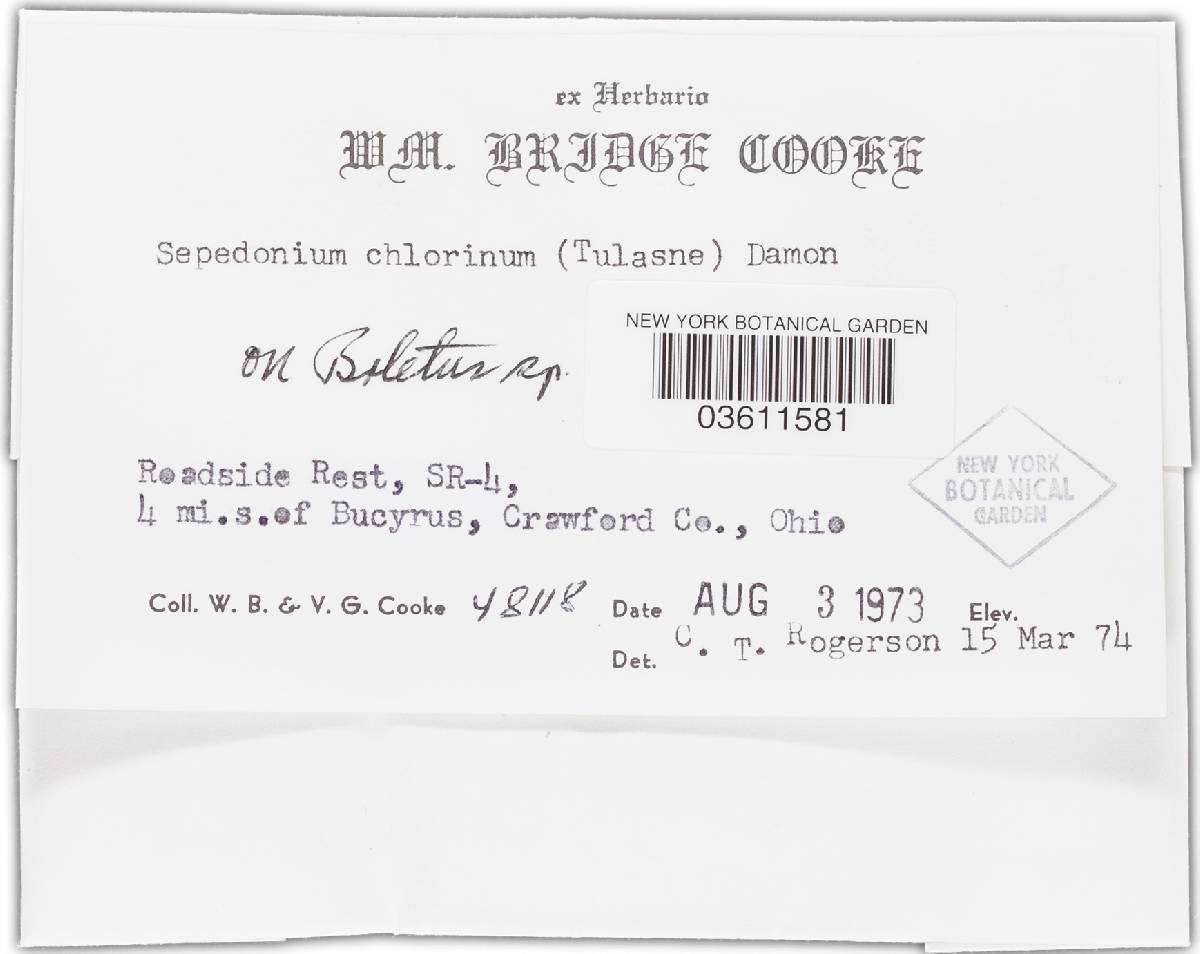 ex Herbario
WM. BRIDGE COOKE
Sepedonium chlorinum (Tulasne) Damon
on Boletus sp.
NEW YORK BOTANICAL GARDEN
03611581
Roadside Rest, SR-4,
4 mi.s.of Bucyrus, Crawford Co., Ohio
NEW YORK
BOTANICAL
GARDEN
Coll. W. B. & V. G. Cooke 48118 Date AUG 3 1973 Elev.
Det. C. T. Rogerson 15 Mar 74